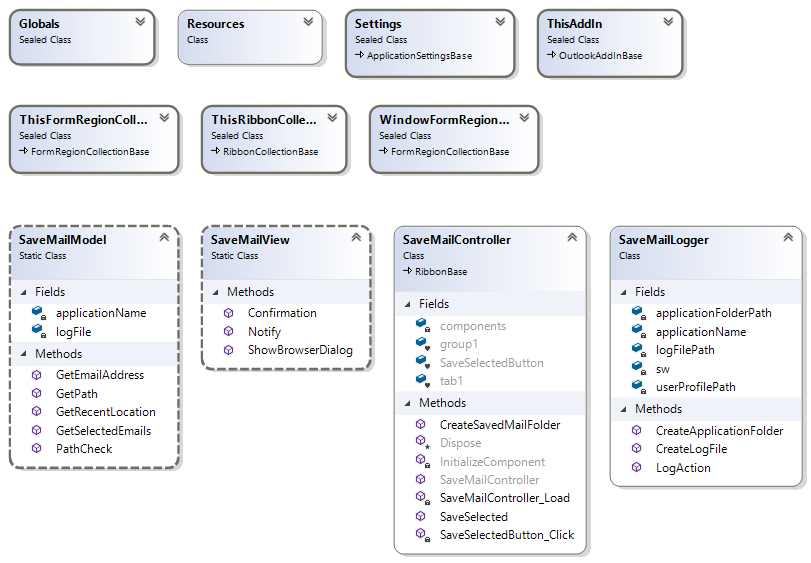 Globals
Sealed Class
Resources
Class
Settings
Sealed Class
ApplicationSettingsBase
ThisAddIn
Sealed Class
OutlookAddInBase
ThisFormRegionColl...
Sealed Class
FormRegionCollectionBase
ThisRibbonColle...
Sealed Class
RibbonCollectionBase
WindowFormRegion...
Sealed Class
FormRegionCollectionBase
SaveMailModel
Static Class
Fields
applicationName
logFile
Methods
GetEmailAddress
GetPath
GetRecentLocation
GetSelectedEmails
PathCheck
SaveMailView
Static Class
Methods
Confirmation
Notify
ShowBrowserDialog
SaveMailController
Class
RibbonBase
Fields
components
group1
SaveSelectedButton
tab1
Methods
CreateSavedMailFolder
Dispose
InitializeComponent
SaveMailController
SaveMailController_Load
SaveSelected
SaveSelectedButton_Click
SaveMailLogger
Class
Fields
applicationFolderPath
applicationName
logFilePath
sw
userProfilePath
Methods
CreateApplicationFolder
CreateLogFile
LogAction